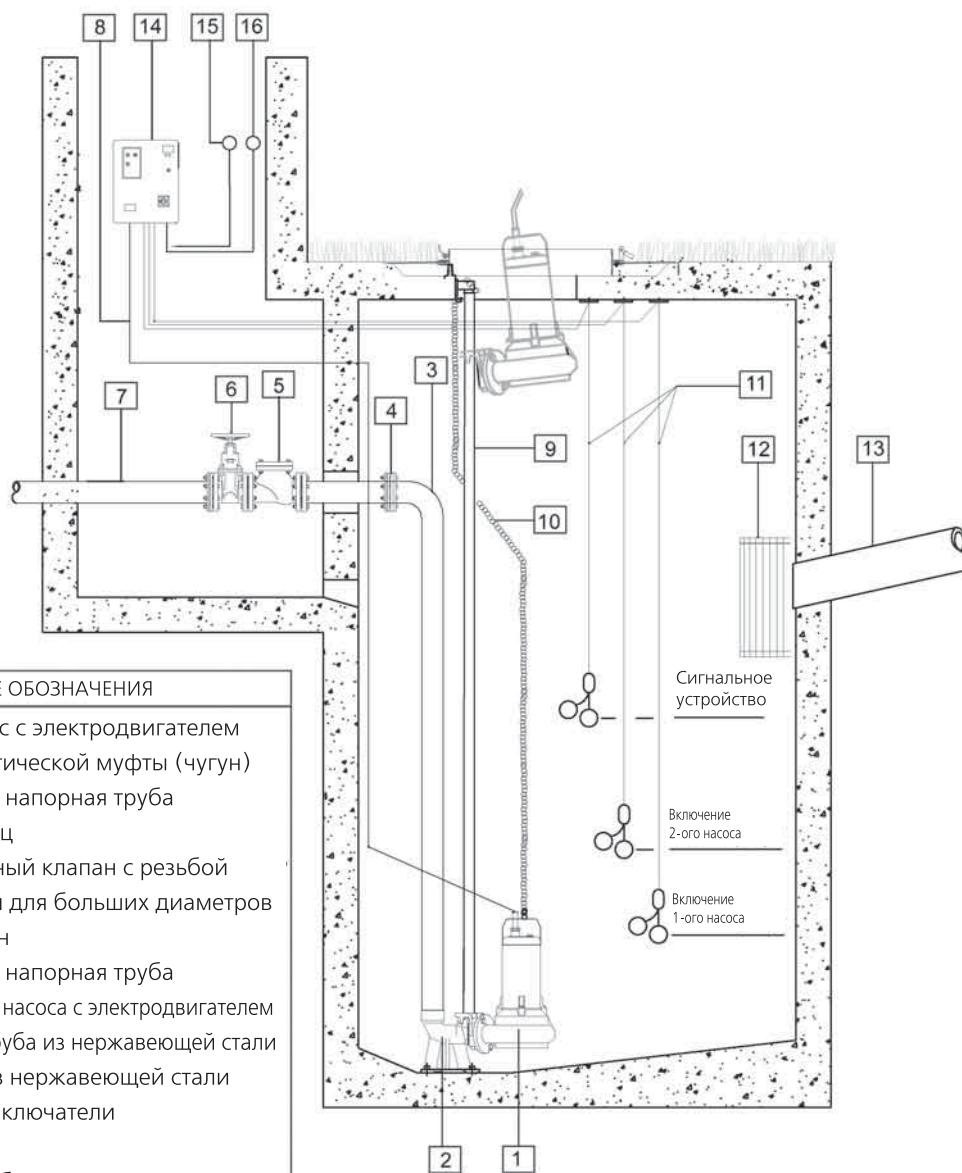 8 14 15 16
6 5 3 4
7
11
9
12 13
10
Сигнальное
устройство
Включение
2-ого насоса
Включение
1-ого насоса
Е ОБОЗНАЧЕНИЯ
с с электродвигателем
тической муфты (чугун)
напорная труба
ц
ный клапан с резьбой
и для больших диаметров
н
напорная труба
насоса с электродвигателем
руба из нержавеющей стали
з нержавеющей стали
ключатели
2 1